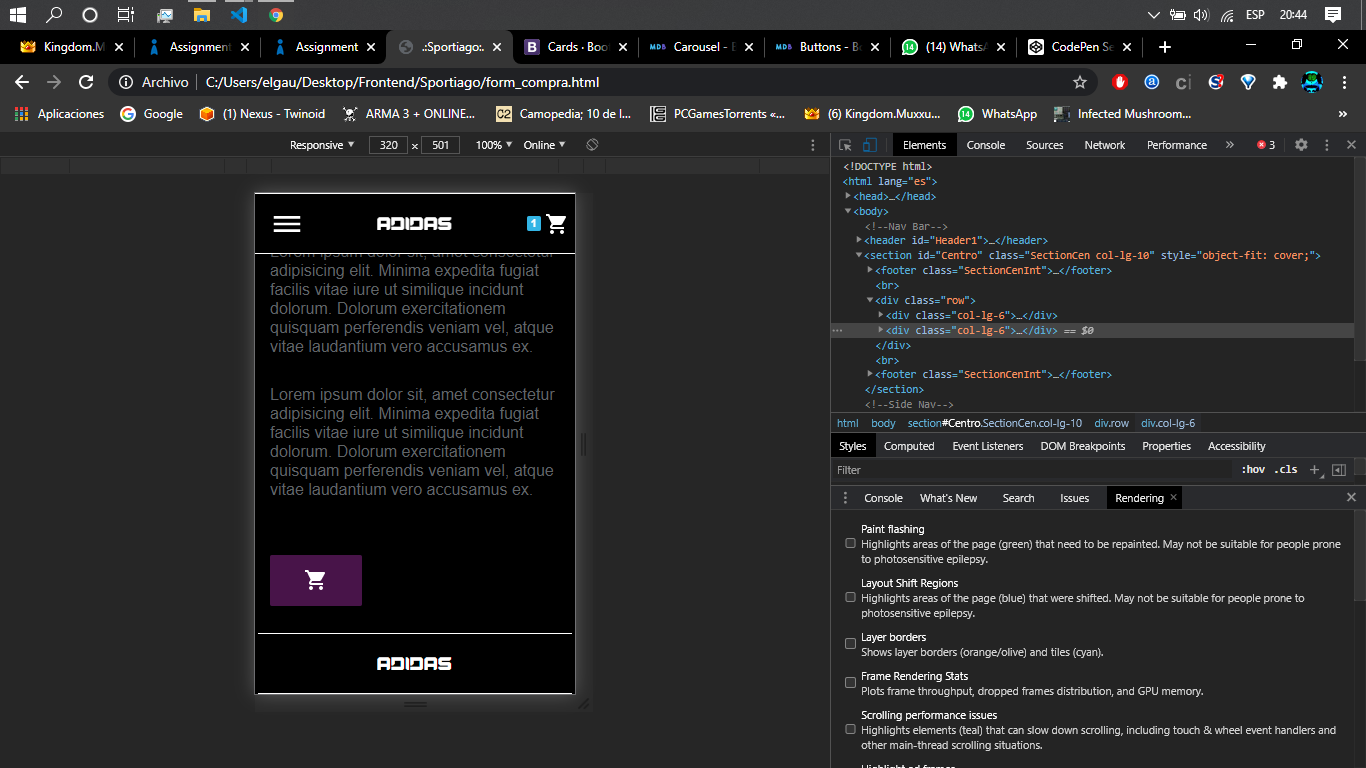 ESP
20:44
Kingdom.M
Assignment
Assignment
.:Sportiago:.
Cards · Boo
Carousel - B
Buttons - Bo
(14) WhatsA
CodePen Se
Archivo
C:/Users/elgau/Desktop/Frontend/Sportiago/form_compra.html
Aplicaciones
Google
(1) Nexus - Twinoid
ARMA 3 + ONLINE...
Camopedia; 10 de l...
PCGamesTorrents «...
(6) Kingdom.Muxxu...
WhatsApp
Infected Mushroom...
»
Responsive
320 x 501
100%
Online
Elements
Console
Sources
Network
Performance
»
3
ADIDAS
1
Lorem ipsum dolor sit, amet consectetur
adipisicing elit. Minima expedita fugiat
facilis vitae iure ut similique incidunt
dolorum. Dolorum exercitationem
quisquam perferendis veniam vel, atque
vitae laudantium vero accusamus ex.
Lorem ipsum dolor sit, amet consectetur
adipisicing elit. Minima expedita fugiat
facilis vitae iure ut similique incidunt
dolorum. Dolorum exercitationem
quisquam perferendis veniam vel, atque
vitae laudantium vero accusamus ex.
ADIDAS
<!DOCTYPE html>
<html lang="es">
<head>…</head>
<body>
<!--Nav Bar-->
<header id="Header1">…</header>
<section id="Centro" class="SectionCen col-lg-10" style="object-fit: cover;">
<footer class="SectionCenInt">…</footer>
<br>
<div class="row">
<div class="col-lg-6">…</div>
<div class="col-lg-6">…</div> == $0
</div>
<br>
<footer class="SectionCenInt">…</footer>
</section>
<!--Side Nav-->
html body section#Centro.SectionCen.col-lg-10 div.row div.col-lg-6
Styles
Computed
Event Listeners
DOM Breakpoints
Properties
Accessibility
Filter
:hov .cls
Console
What's New
Search
Issues
Rendering
Paint flashing
Highlights areas of the page (green) that need to be repainted. May not be suitable for people prone
to photosensitive epilepsy.
Layout Shift Regions
Highlights areas of the page (blue) that were shifted. May not be suitable for people prone to
photosensitive epilepsy.
Layer borders
Shows layer borders (orange/olive) and tiles (cyan).
Frame Rendering Stats
Plots frame throughput, dropped frames distribution, and GPU memory.
Scrolling performance issues
Highlights elements (teal) that can slow down scrolling, including touch & wheel event handlers and
other main-thread scrolling situations.